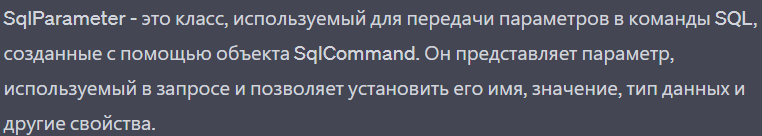 SqlParameter - это класс, используемый для передачи параметров в команды SQL,
созданные с помощью объекта SqlCommand. Он представляет параметр,
используемый в запросе и позволяет установить его имя, значение, тип данных и
другие свойства.